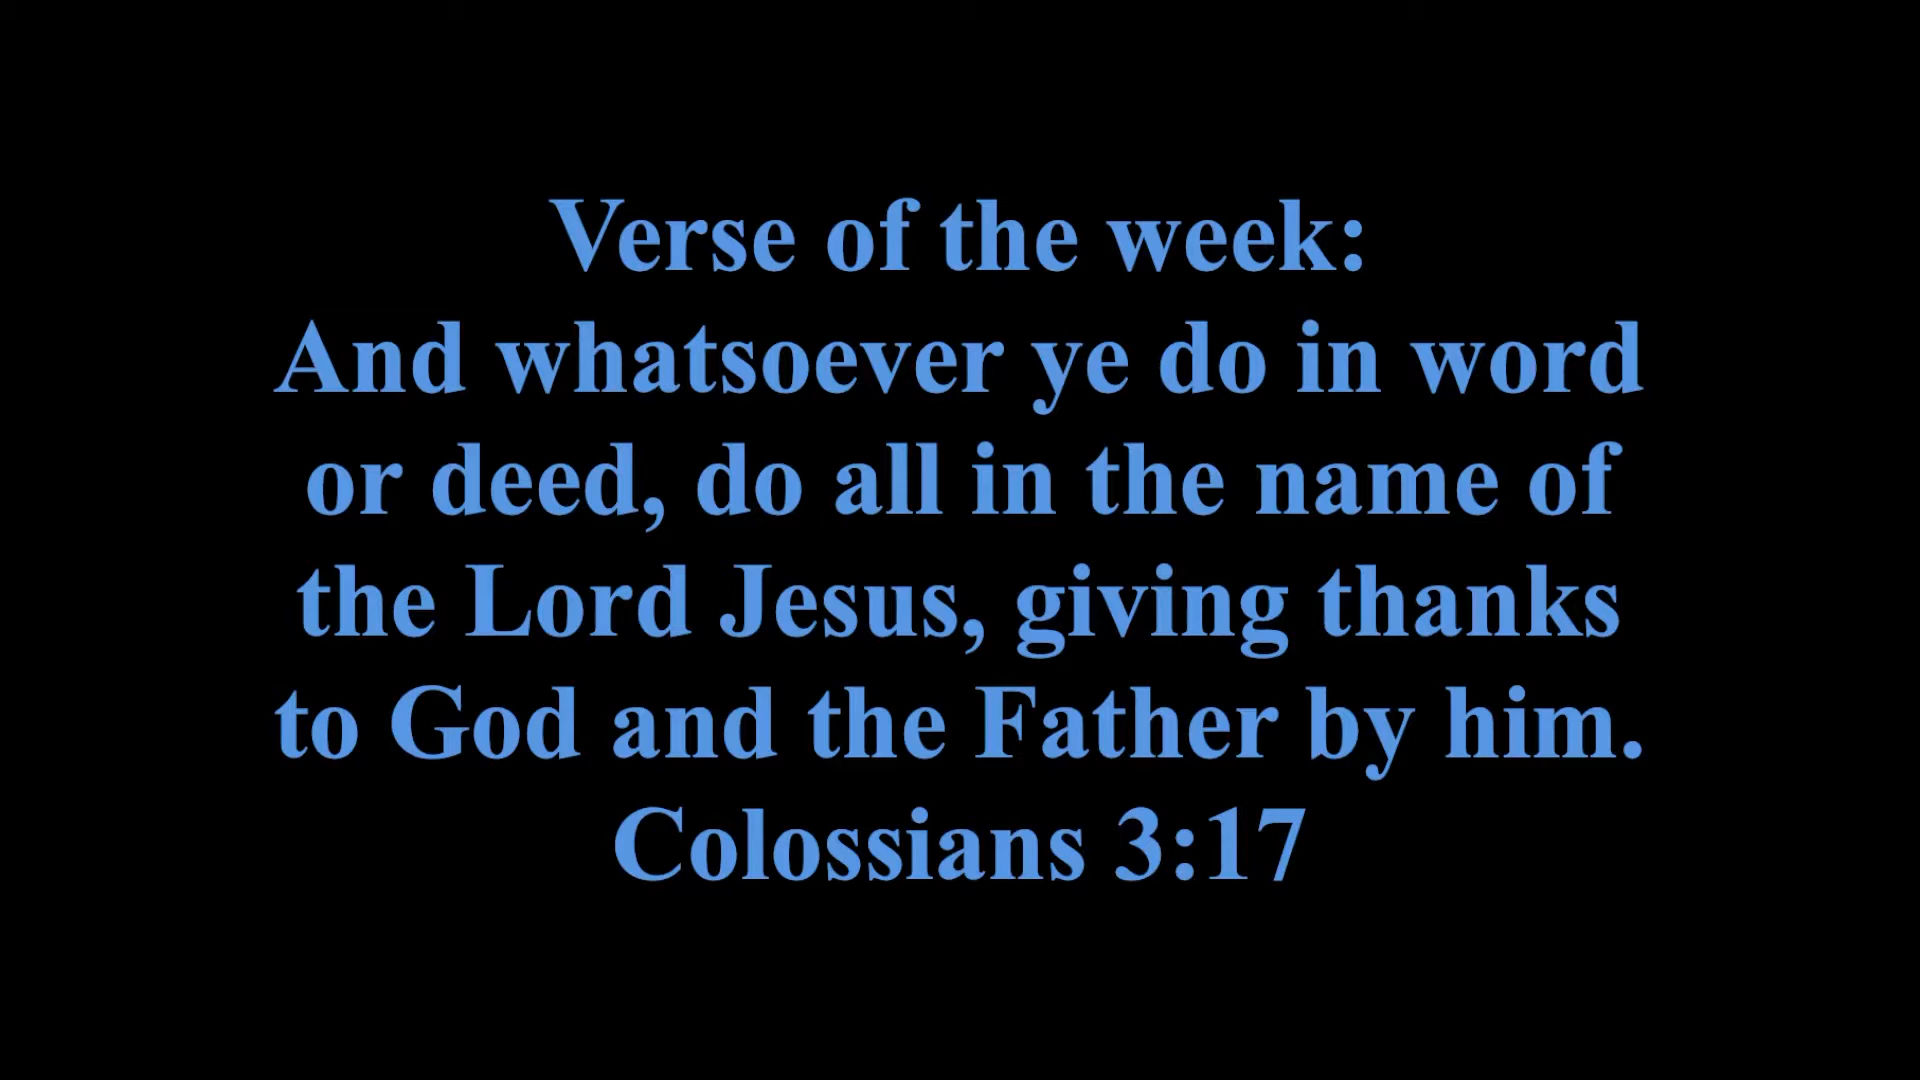 Verse of the week:
And whatsoever ye do in word
or deed, do all in the name of
the Lord Jesus, giving thanks
to God and the Father by him.
Colossians 3:17